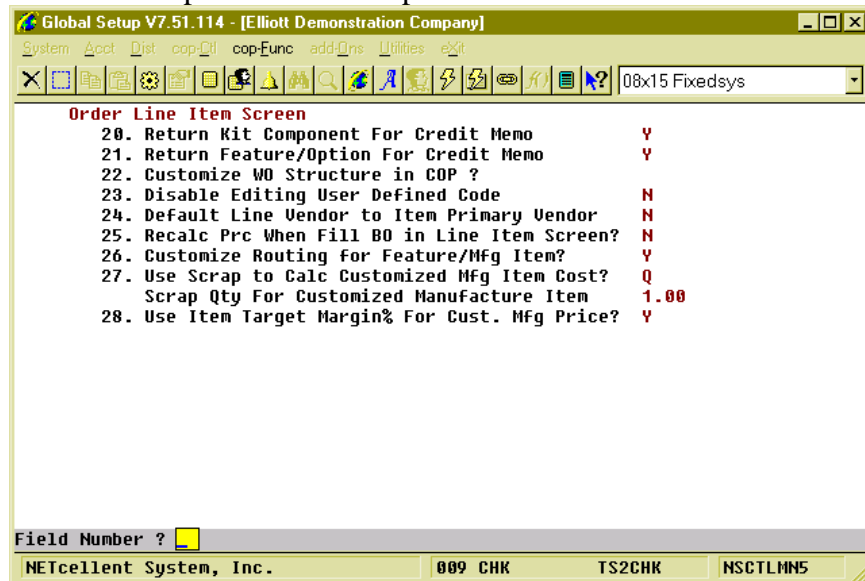 Global Setup V7.51.114 - [Elliott Demonstration Company]
System Acct Dist cop-Ctl cop-Func add-Ons Utilities eXit
08x15 Fixedsys
Order Line Item Screen
20. Return Kit Component For Credit Memo Y
21. Return Feature/Option For Credit Memo Y
22. Customize WO Structure in COP ?
23. Disable Editing User Defined Code N
24. Default Line Vendor to Item Primary Vendor N
25. Recalc Prc When Fill BO in Line Item Screen? N
26. Customize Routing for Feature/Mfg Item? Y
27. Use Scrap to Calc Customized Mfg Item Cost? Q
Scrap Qty For Customized Manufacture Item 1.00
28. Use Item Target Margin% For Cust. Mfg Price? Y
Field Number ?
NETcellent System, Inc. 009 CHK TS2CHK NSCTLMN5